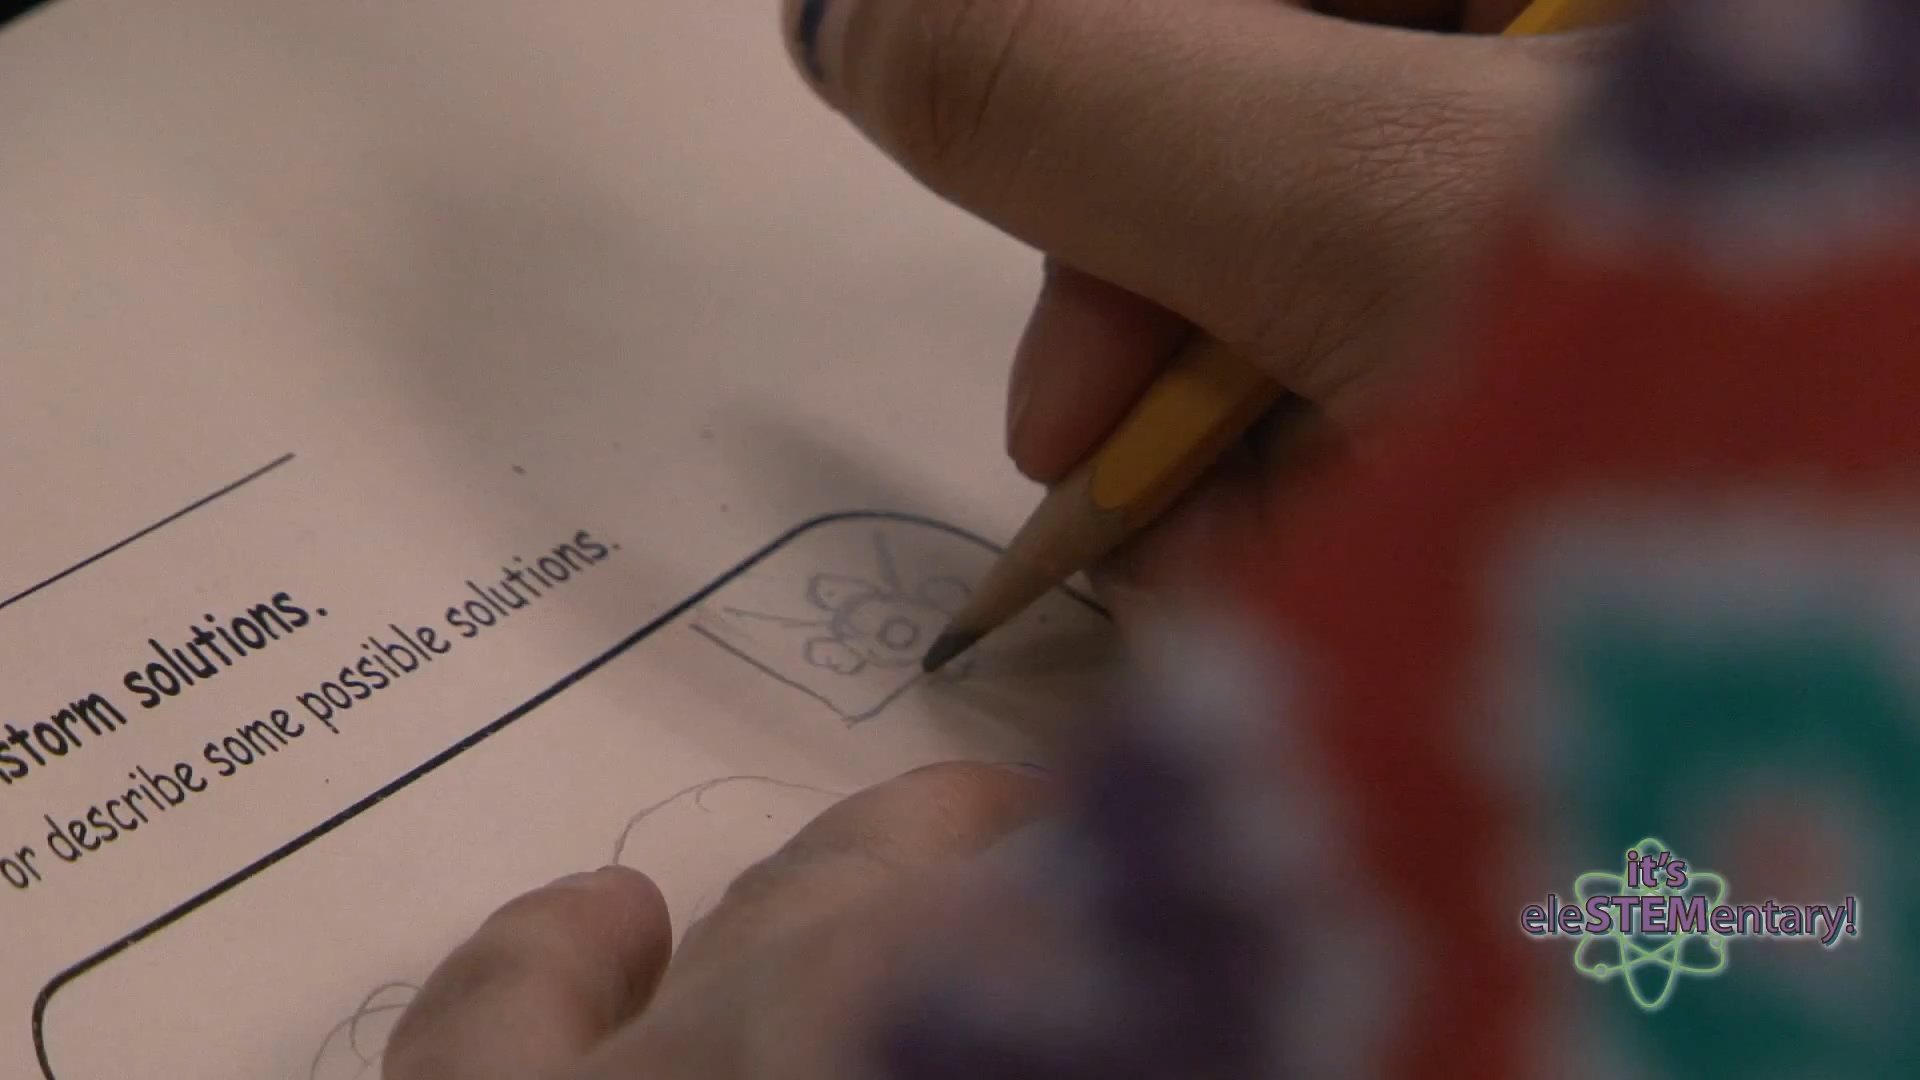 storm solutions.
or describe some possible solutions.
it's
eleSTEMentary!